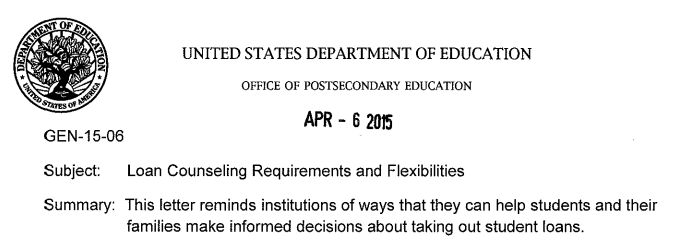 DEPARTMENT OF EDUCATION
UNITED STATES OF AMERICA
UNITED STATES DEPARTMENT OF EDUCATION
OFFICE OF POSTSECONDARY EDUCATION
APR - 6 2015
GEN-15-06
Subject: Loan Counseling Requirements and Flexibilities
Summary: This letter reminds institutions of ways that they can help students and their
families make informed decisions about taking out student loans.